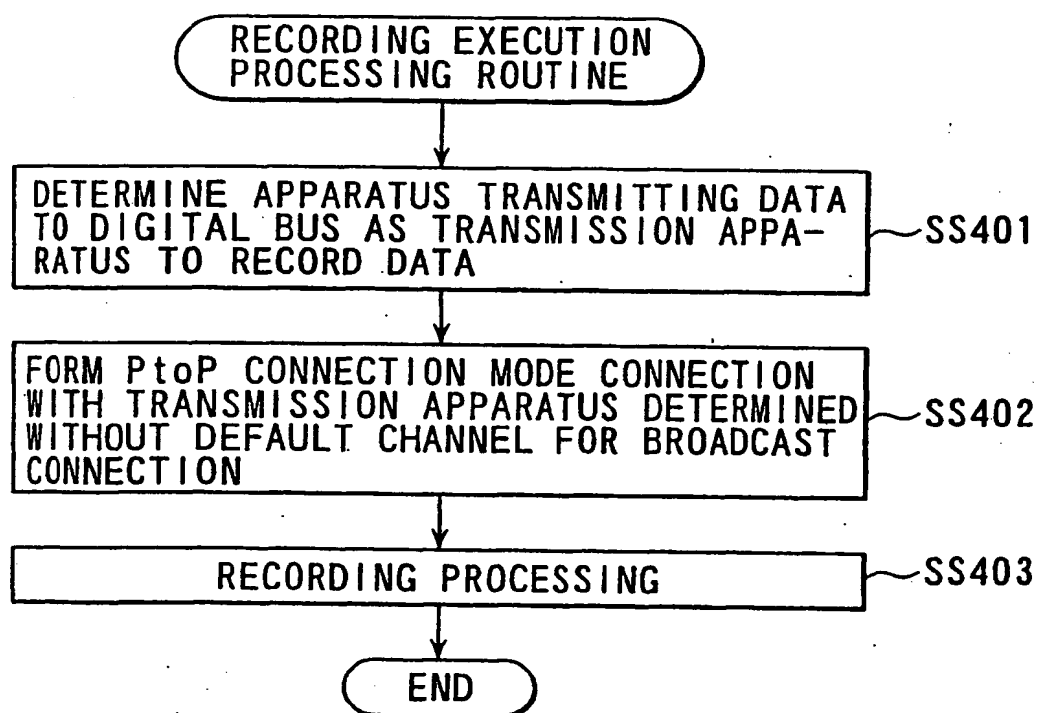 RECORDING EXECUTION
PROCESSING ROUTINE
DETERMINE APPARATUS TRANSMITTING DATA
TO DIGITAL BUS AS TRANSMISSION APPA-
RATUS TO RECORD DATA
SS401
FORM PtoP CONNECTION MODE CONNECTION
WITH TRANSMISSION APPARATUS DETERMINED
WITHOUT DEFAULT CHANNEL FOR BROADCAST
CONNECTION
SS402
RECORDING PROCESSING
SS403
END